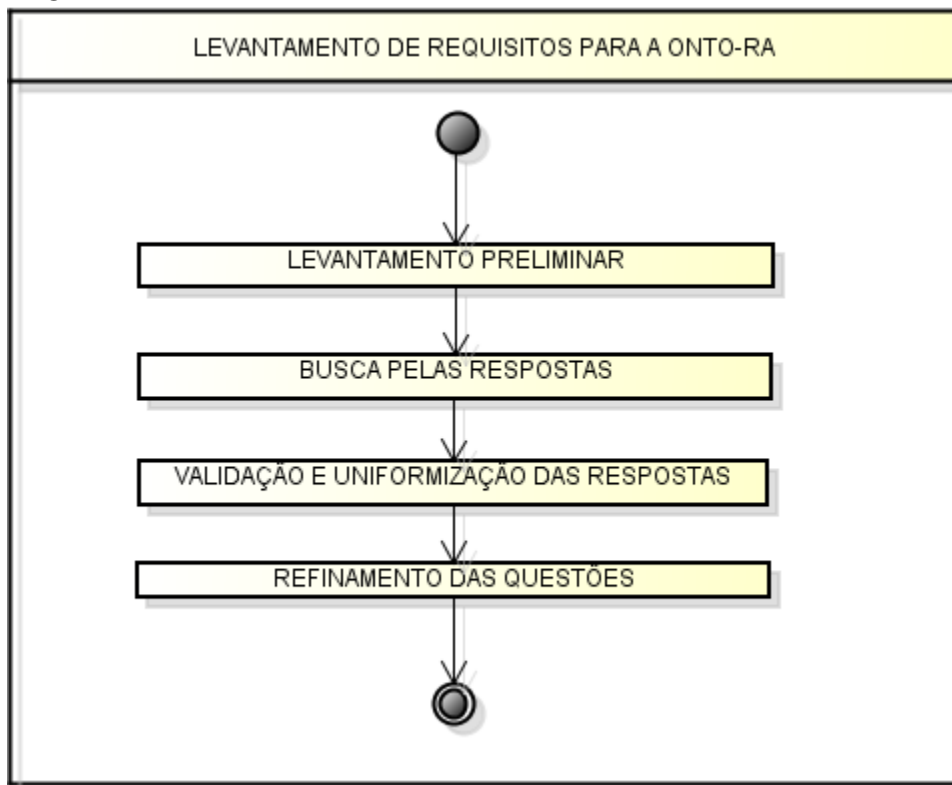 LEVANTAMENTO DE REQUISITOS PARA A ONTO-RA
LEVANTAMENTO PRELIMINAR
BUSCA PELAS RESPOSTAS
VALIDAÇÃO E UNIFORMIZAÇÃO DAS RESPOSTAS
REFINAMENTO DAS QUESTÕES